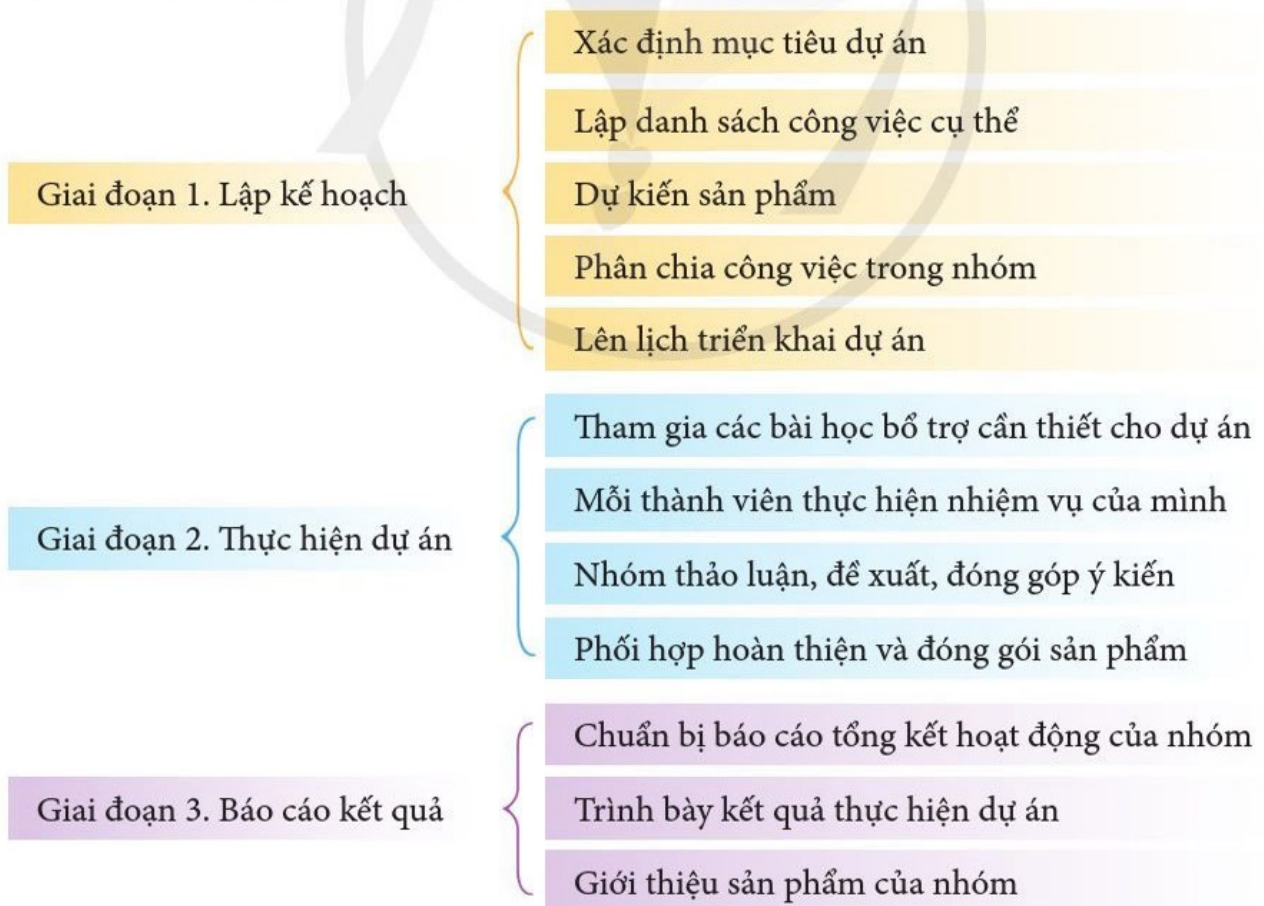 Giai đoạn 1. Lập kế hoạch
Xác định mục tiêu dự án
Lập danh sách công việc cụ thể
Dự kiến sản phẩm
Phân chia công việc trong nhóm
Lên lịch triển khai dự án
Giai đoạn 2. Thực hiện dự án
Tham gia các bài học bổ trợ cần thiết cho dự án
Mỗi thành viên thực hiện nhiệm vụ của mình
Nhóm thảo luận, đề xuất, đóng góp ý kiến
Phối hợp hoàn thiện và đóng gói sản phẩm
Giai đoạn 3. Báo cáo kết quả
Chuẩn bị báo cáo tổng kết hoạt động của nhóm
Trình bày kết quả thực hiện dự án
Giới thiệu sản phẩm của nhóm